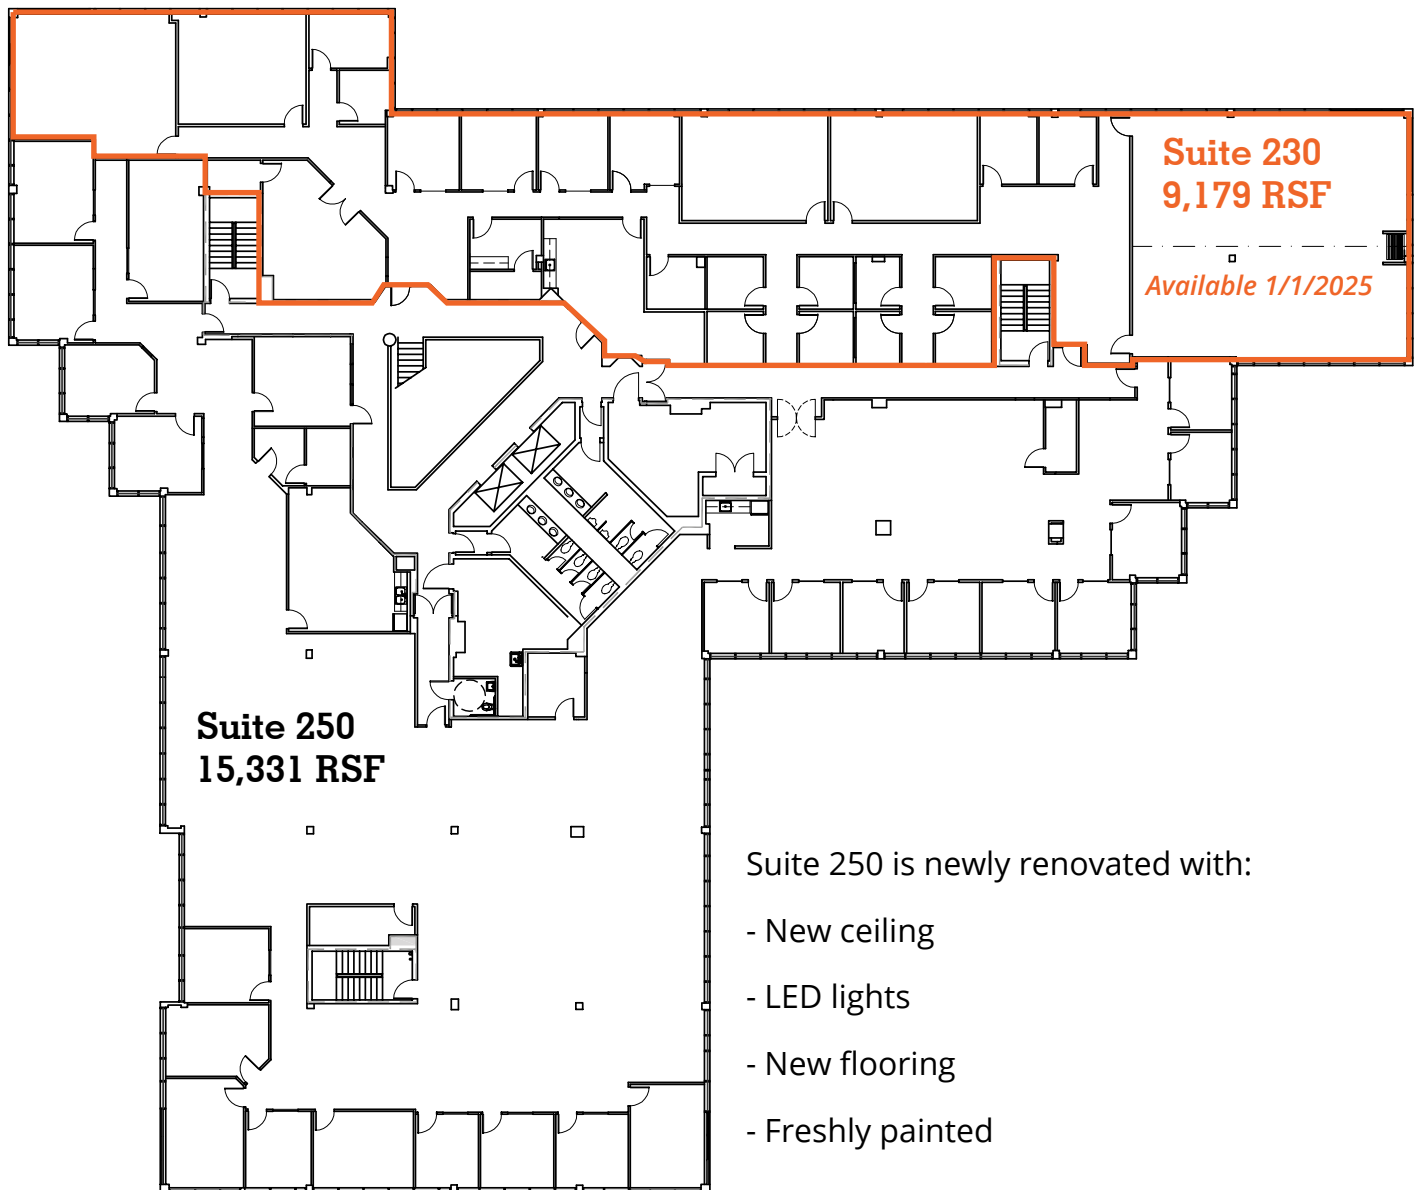 Suite 230
9,179 RSF
Available 1/1/2025
Suite 250
15,331 RSF
Suite 250 is newly renovated with:
- New ceiling
- LED lights
- New flooring
- Freshly painted